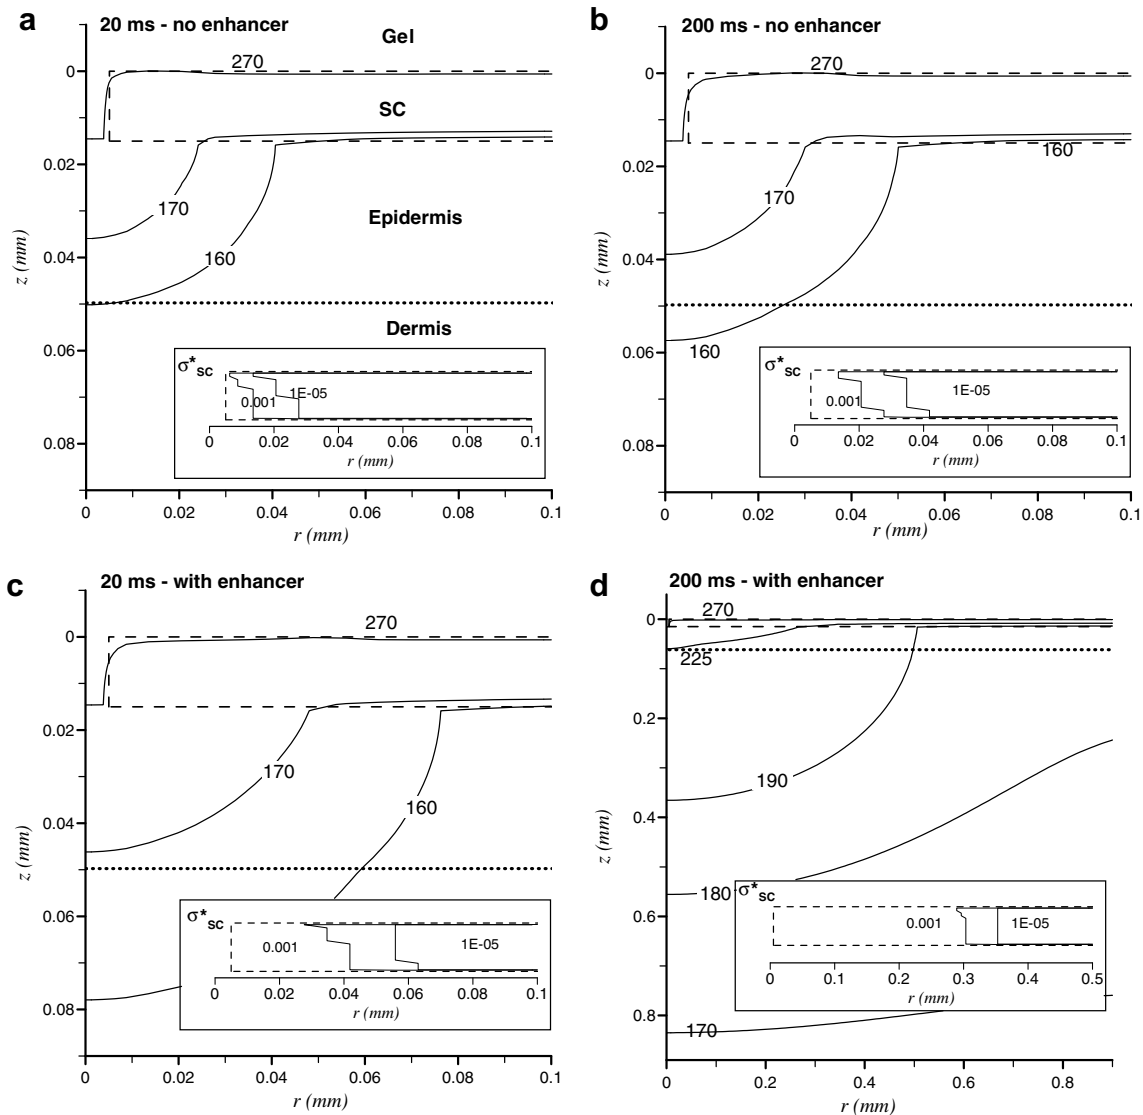 a
20 ms - no enhancer
Gel
270
0
SC
0.02
170
Epidermis
160
0.04
z (mm)
Dermis
0.06
σ*SC
0.001
1E-05
0 0.02 0.04 0.06 0.08 0.1
r (mm)
0.08
0 0.02 0.04 0.06 0.08 0.1
r (mm)
b
200 ms - no enhancer
270
0
160
0.02
170
0.04
z (mm)
160
0.06
σ*SC
0.001
1E-05
0 0.02 0.04 0.06 0.08 0.1
r (mm)
0.08
0 0.02 0.04 0.06 0.08 0.1
r (mm)
c
20 ms - with enhancer
270
0
0.02
170
160
0.04
z (mm)
0.06
σ*SC
0.001
1E-05
0 0.02 0.04 0.06 0.08 0.1
r (mm)
0.08
0 0.02 0.04 0.06 0.08 0.1
r (mm)
d
200 ms - with enhancer
270
0
225
0.2
190
0.4
z (mm)
180
0.6
σ*SC
0.001
1E-05
0 0.1 0.2 0.3 0.4 0.5
r (mm)
0.8
170
0 0.2 0.4 0.6 0.8
r (mm)